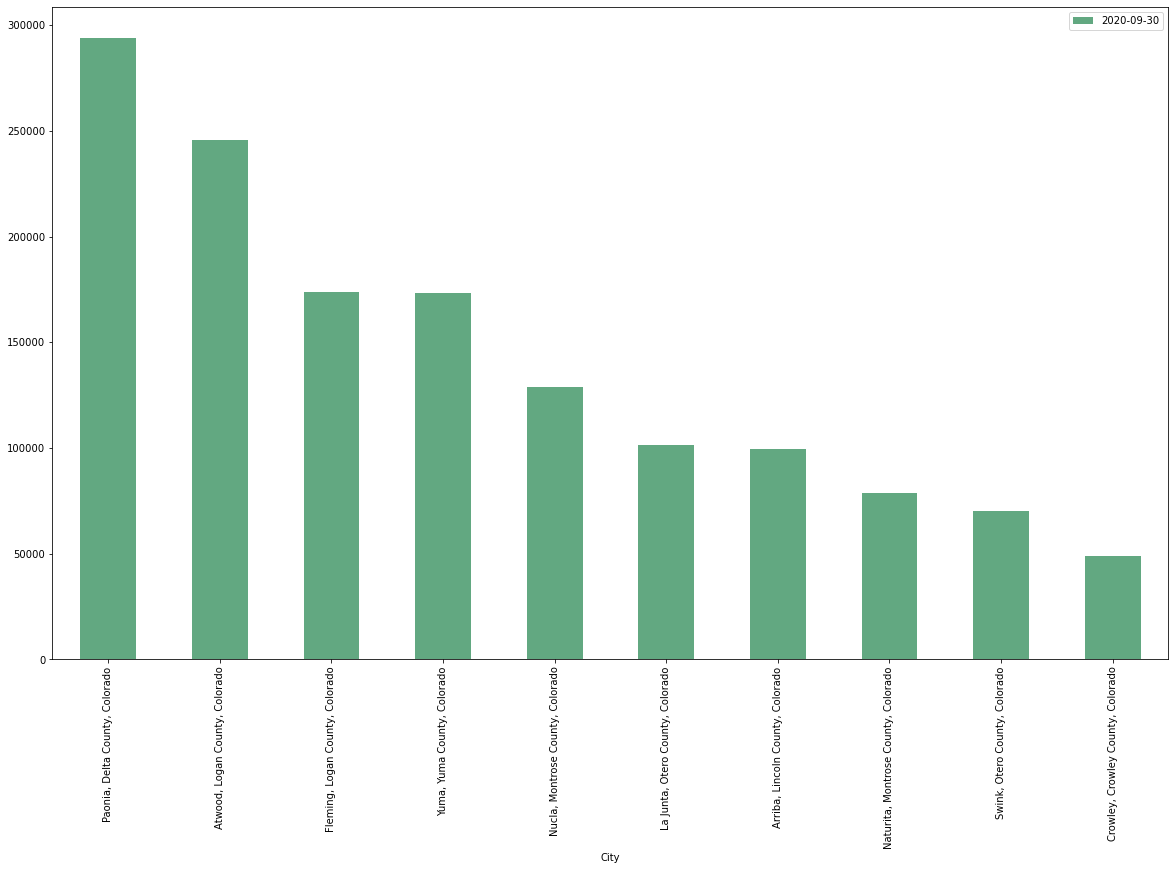 2020-09-30
300000
250000
200000
150000
100000
50000
0
Paonia, Delta County, Colorado
Atwood, Logan County, Colorado
Fleming, Logan County, Colorado
Yuma, Yuma County, Colorado
Nucla, Montrose County, Colorado
La Junta, Otero County, Colorado
Arriba, Lincoln County, Colorado
Naturita, Montrose County, Colorado
Swink, Otero County, Colorado
Crowley, Crowley County, Colorado
City